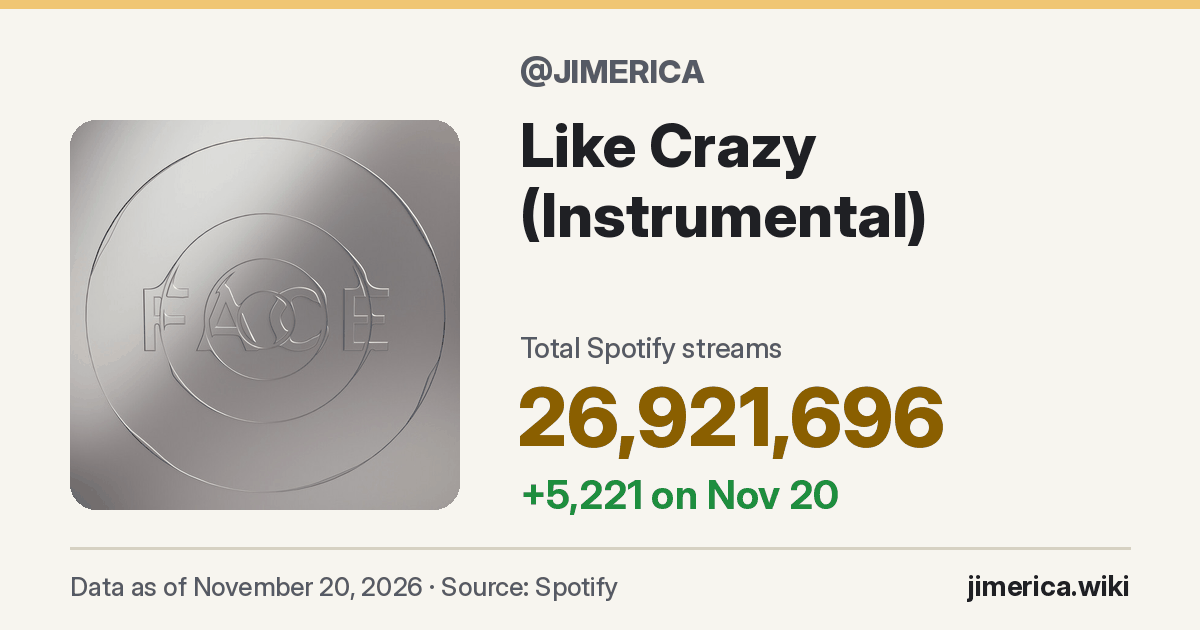 @JIMERICA
Like Crazy
(Instrumental)
FACE
Total Spotify streams
26,921,696
+5,221 on Nov 20
Data as of November 20, 2026 · Source: Spotify
jimerica.wiki